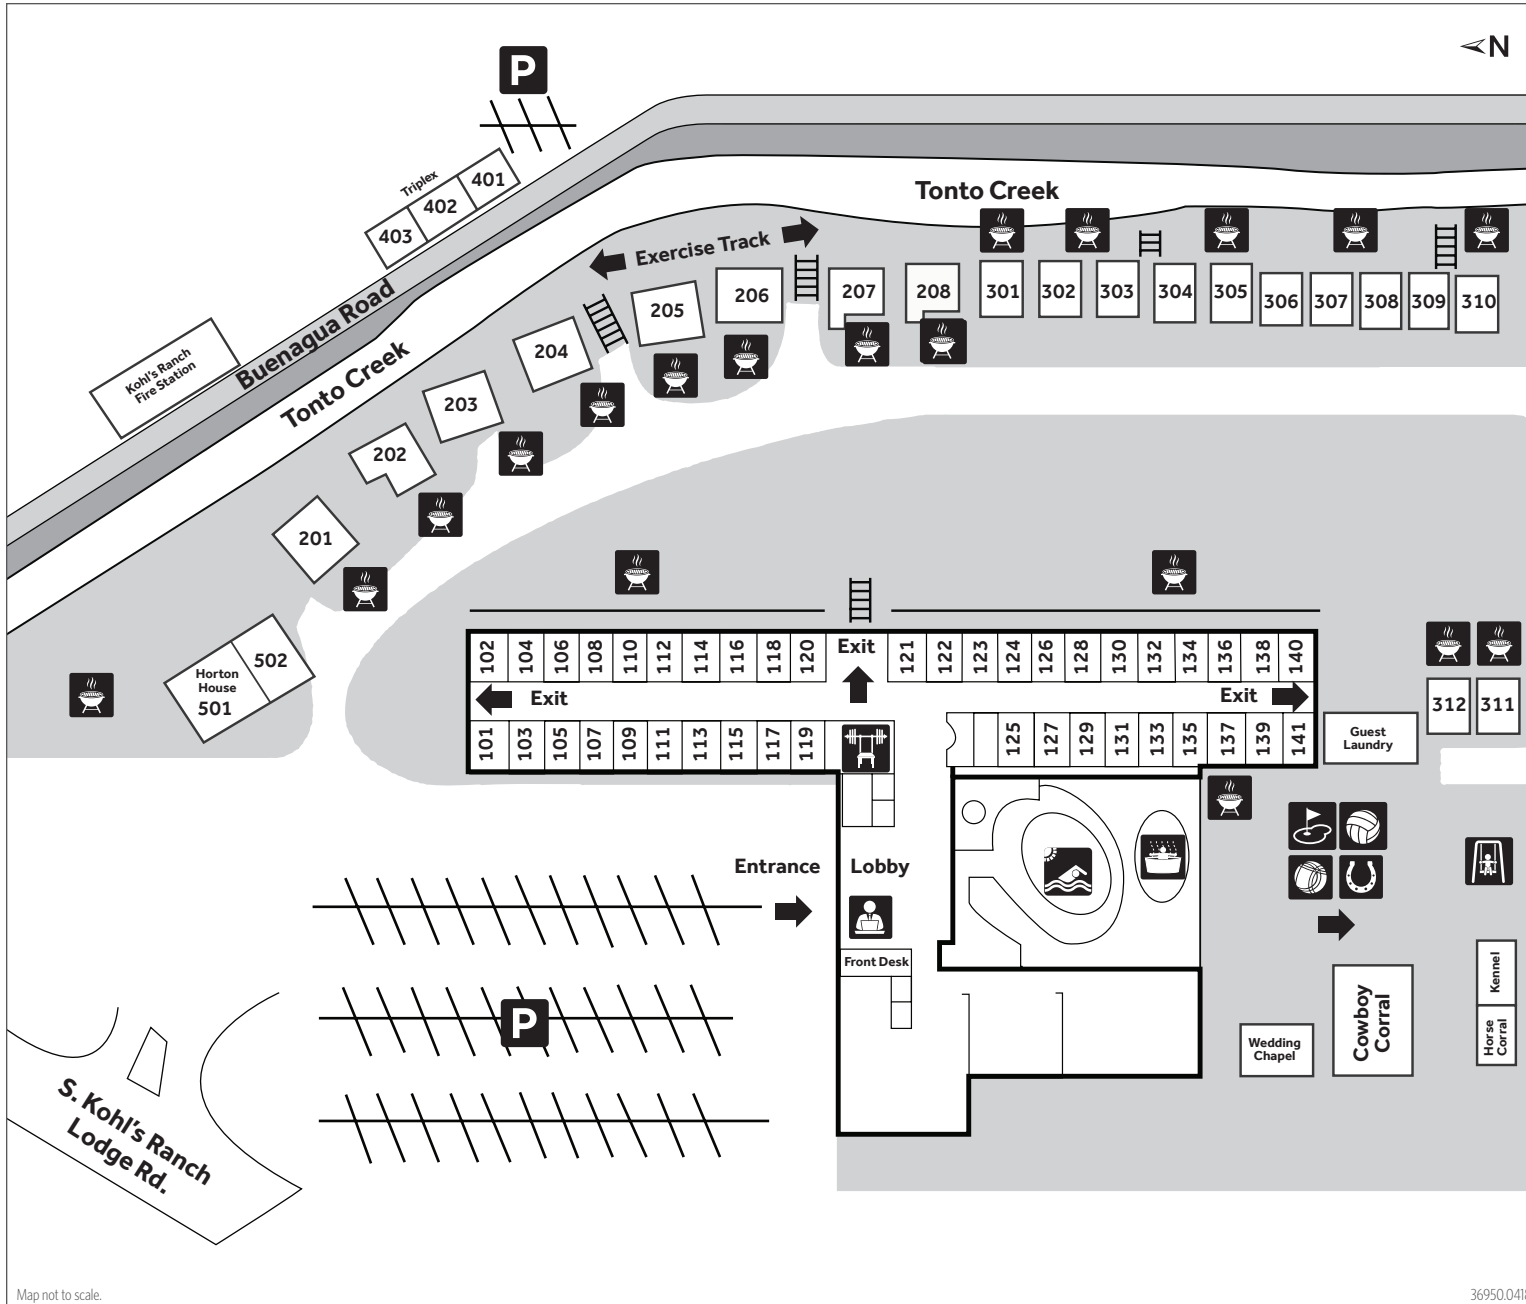 N
P
Triplex
401
402
403
Tonto Creek
Exercise Track
Buenagua Road
Kohl's Ranch
Fire Station
Tonto Creek
201
202
203
204
205
206
207
208
301
302
303
304
305
306
307
308
309
310
Horton
House
501
502
102
104
106
108
110
112
114
116
118
120
Exit
121
122
123
124
126
128
130
132
134
136
138
140
Exit
Exit
101
103
105
107
109
111
113
115
117
119
125
127
129
131
133
135
137
139
141
Guest
Laundry
312
311
Entrance
Lobby
Front Desk
P
Kennel
Horse
Corral
Cowboy
Corral
Wedding
Chapel
S. Kohl's Ranch
Lodge Rd.
Map not to scale.
36950.0418